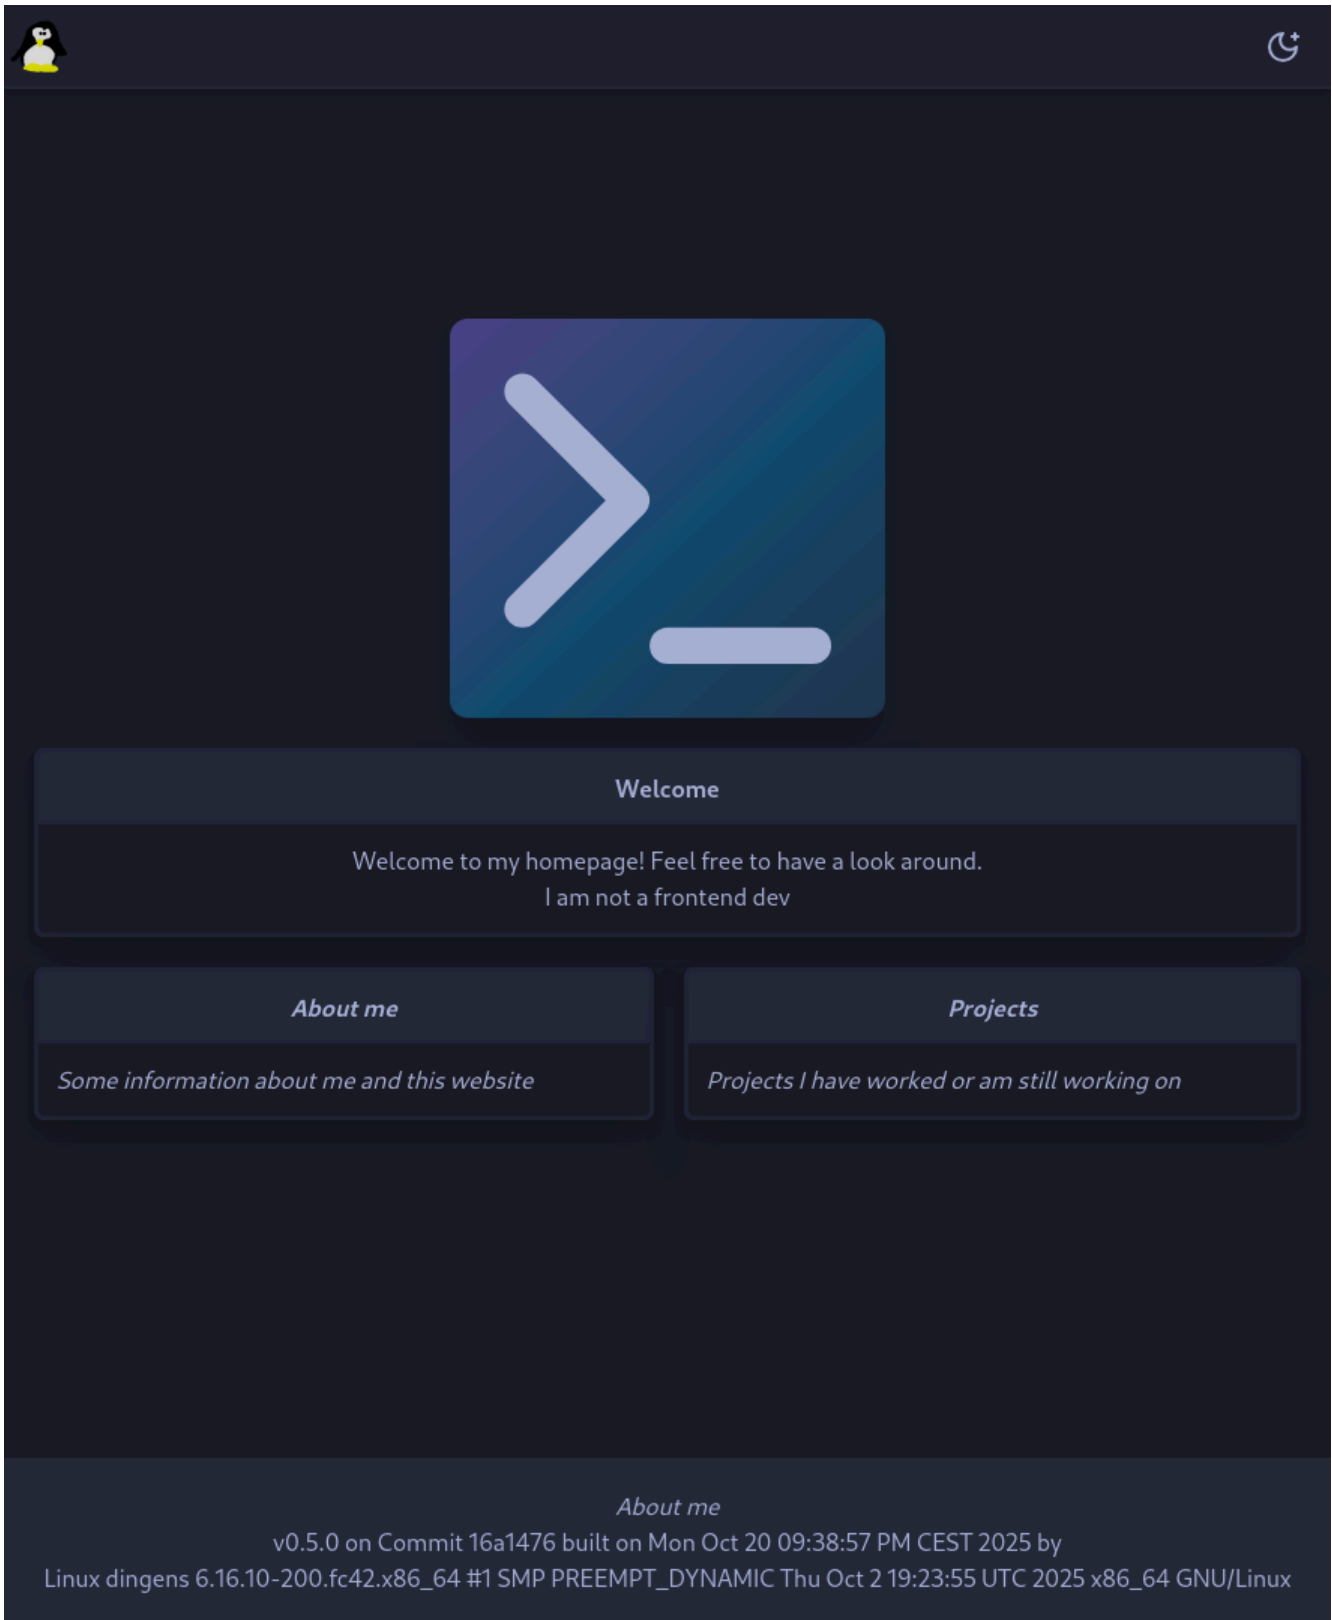 Welcome
Welcome to my homepage! Feel free to have a look around.
I am not a frontend dev
About me
Some information about me and this website
Projects
Projects I have worked or am still working on
About me
v0.5.0 on Commit 16a1476 built on Mon Oct 20 09:38:57 PM CEST 2025 by
Linux dingens 6.16.10-200.fc42.x86_64 #1 SMP PREEMPT_DYNAMIC Thu Oct 2 19:23:55 UTC 2025 x86_64 GNU/Linux